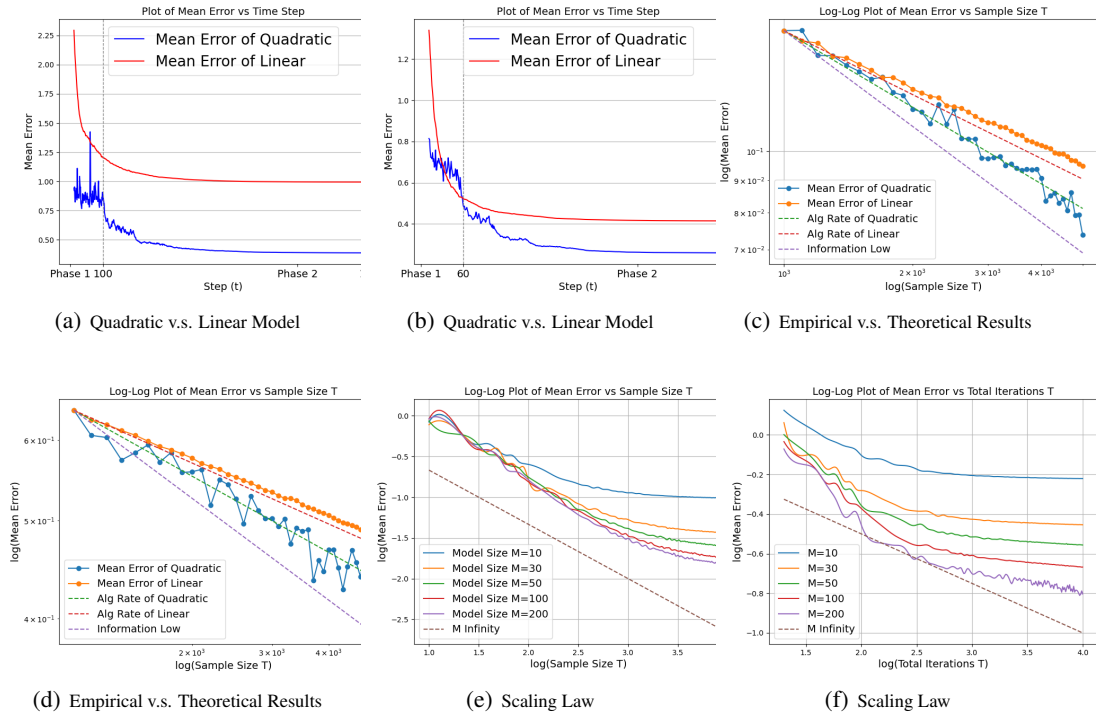 Plot of Mean Error vs Time Step
Mean Error
2.25
2.00
1.75
1.50
1.25
1.00
0.75
0.50
Mean Error of Quadratic
Mean Error of Linear
Phase 1 100 Phase 2
Step (t)
(a) Quadratic v.s. Linear Model
Plot of Mean Error vs Time Step
Mean Error
1.2
1.0
0.8
0.6
0.4
Mean Error of Quadratic
Mean Error of Linear
Phase 1 60 Phase 2
Step (t)
(b) Quadratic v.s. Linear Model
Log-Log Plot of Mean Error vs Sample Size T
log(Mean Error)
10⁻¹
9 × 10⁻²
8 × 10⁻²
7 × 10⁻²
Mean Error of Quadratic
Mean Error of Linear
Alg Rate of Quadratic
Alg Rate of Linear
Information Low
10³ 2 × 10³ 3 × 10³ 4 × 10³
log(Sample Size T)
(c) Empirical v.s. Theoretical Results
Log-Log Plot of Mean Error vs Sample Size T
log(Mean Error)
6 × 10⁻¹
5 × 10⁻¹
4 × 10⁻¹
Mean Error of Quadratic
Mean Error of Linear
Alg Rate of Quadratic
Alg Rate of Linear
Information Low
2 × 10³ 3 × 10³ 4 × 10³
log(Sample Size T)
(d) Empirical v.s. Theoretical Results
Log-Log Plot of Mean Error vs Sample Size T
log(Mean Error)
0.0
−0.5
−1.0
−1.5
−2.0
−2.5
Model Size M=10
Model Size M=30
Model Size M=50
Model Size M=100
Model Size M=200
M Infinity
1.0 1.5 2.0 2.5 3.0 3.5
log(Sample Size T)
(e) Scaling Law
Log-Log Plot of Mean Error vs Total Iterations T
log(Mean Error)
0.0
−0.2
−0.4
−0.6
−0.8
−1.0
M=10
M=30
M=50
M=100
M=200
M Infinity
1.5 2.0 2.5 3.0 3.5 4.0
log(Total Iterations T)
(f) Scaling Law